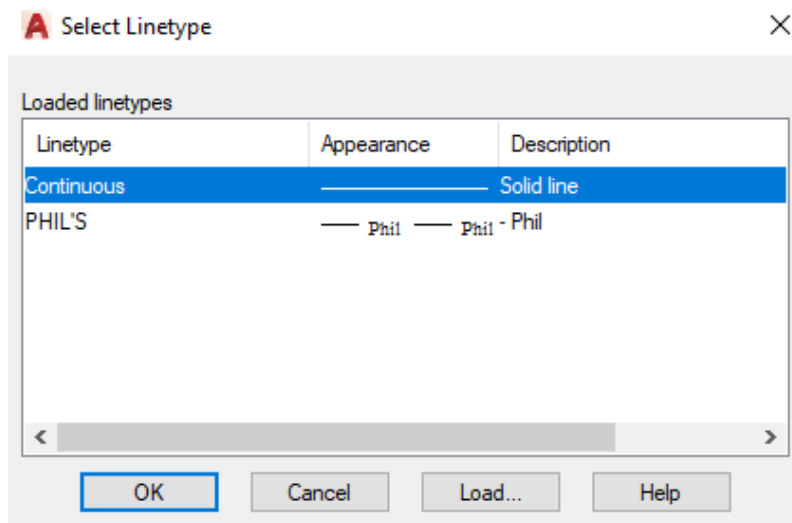 Select Linetype
Loaded linetypes
Linetype Appearance Description
Continuous Solid line
PHIL'S Phil Phil - Phil
OK Cancel Load... Help